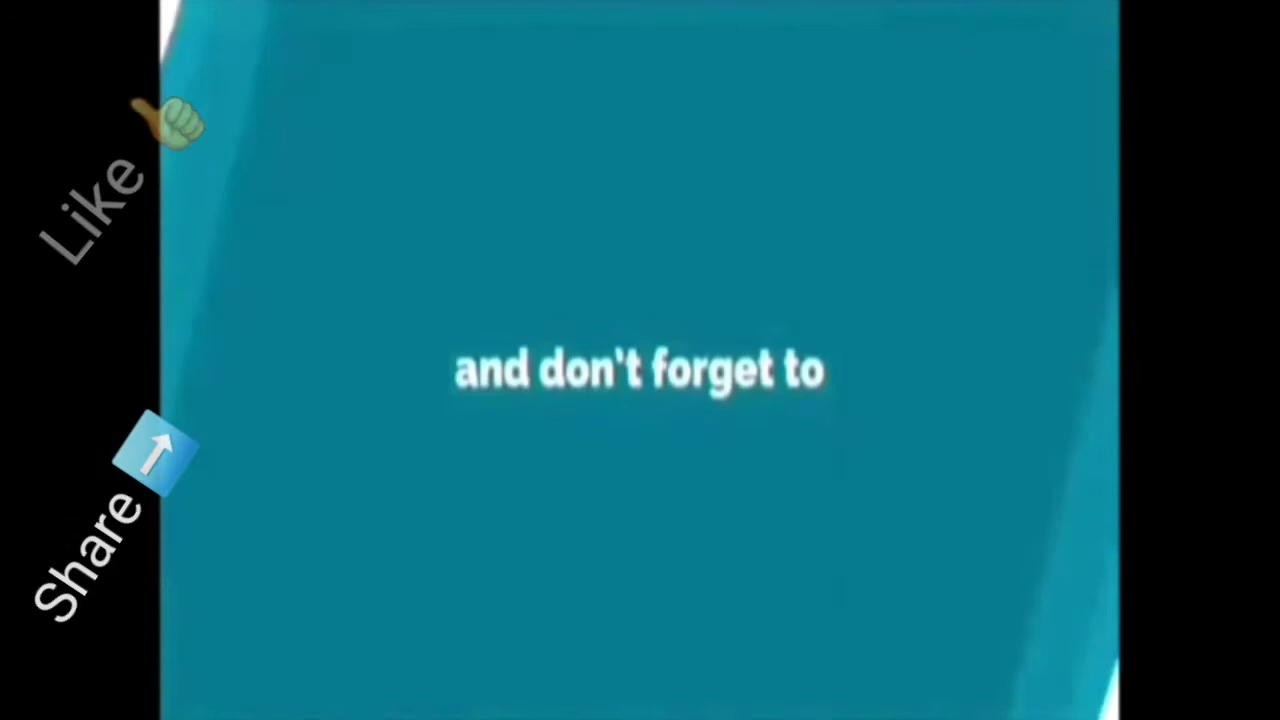 Like 👍
and don't forget to
Share ⬆️